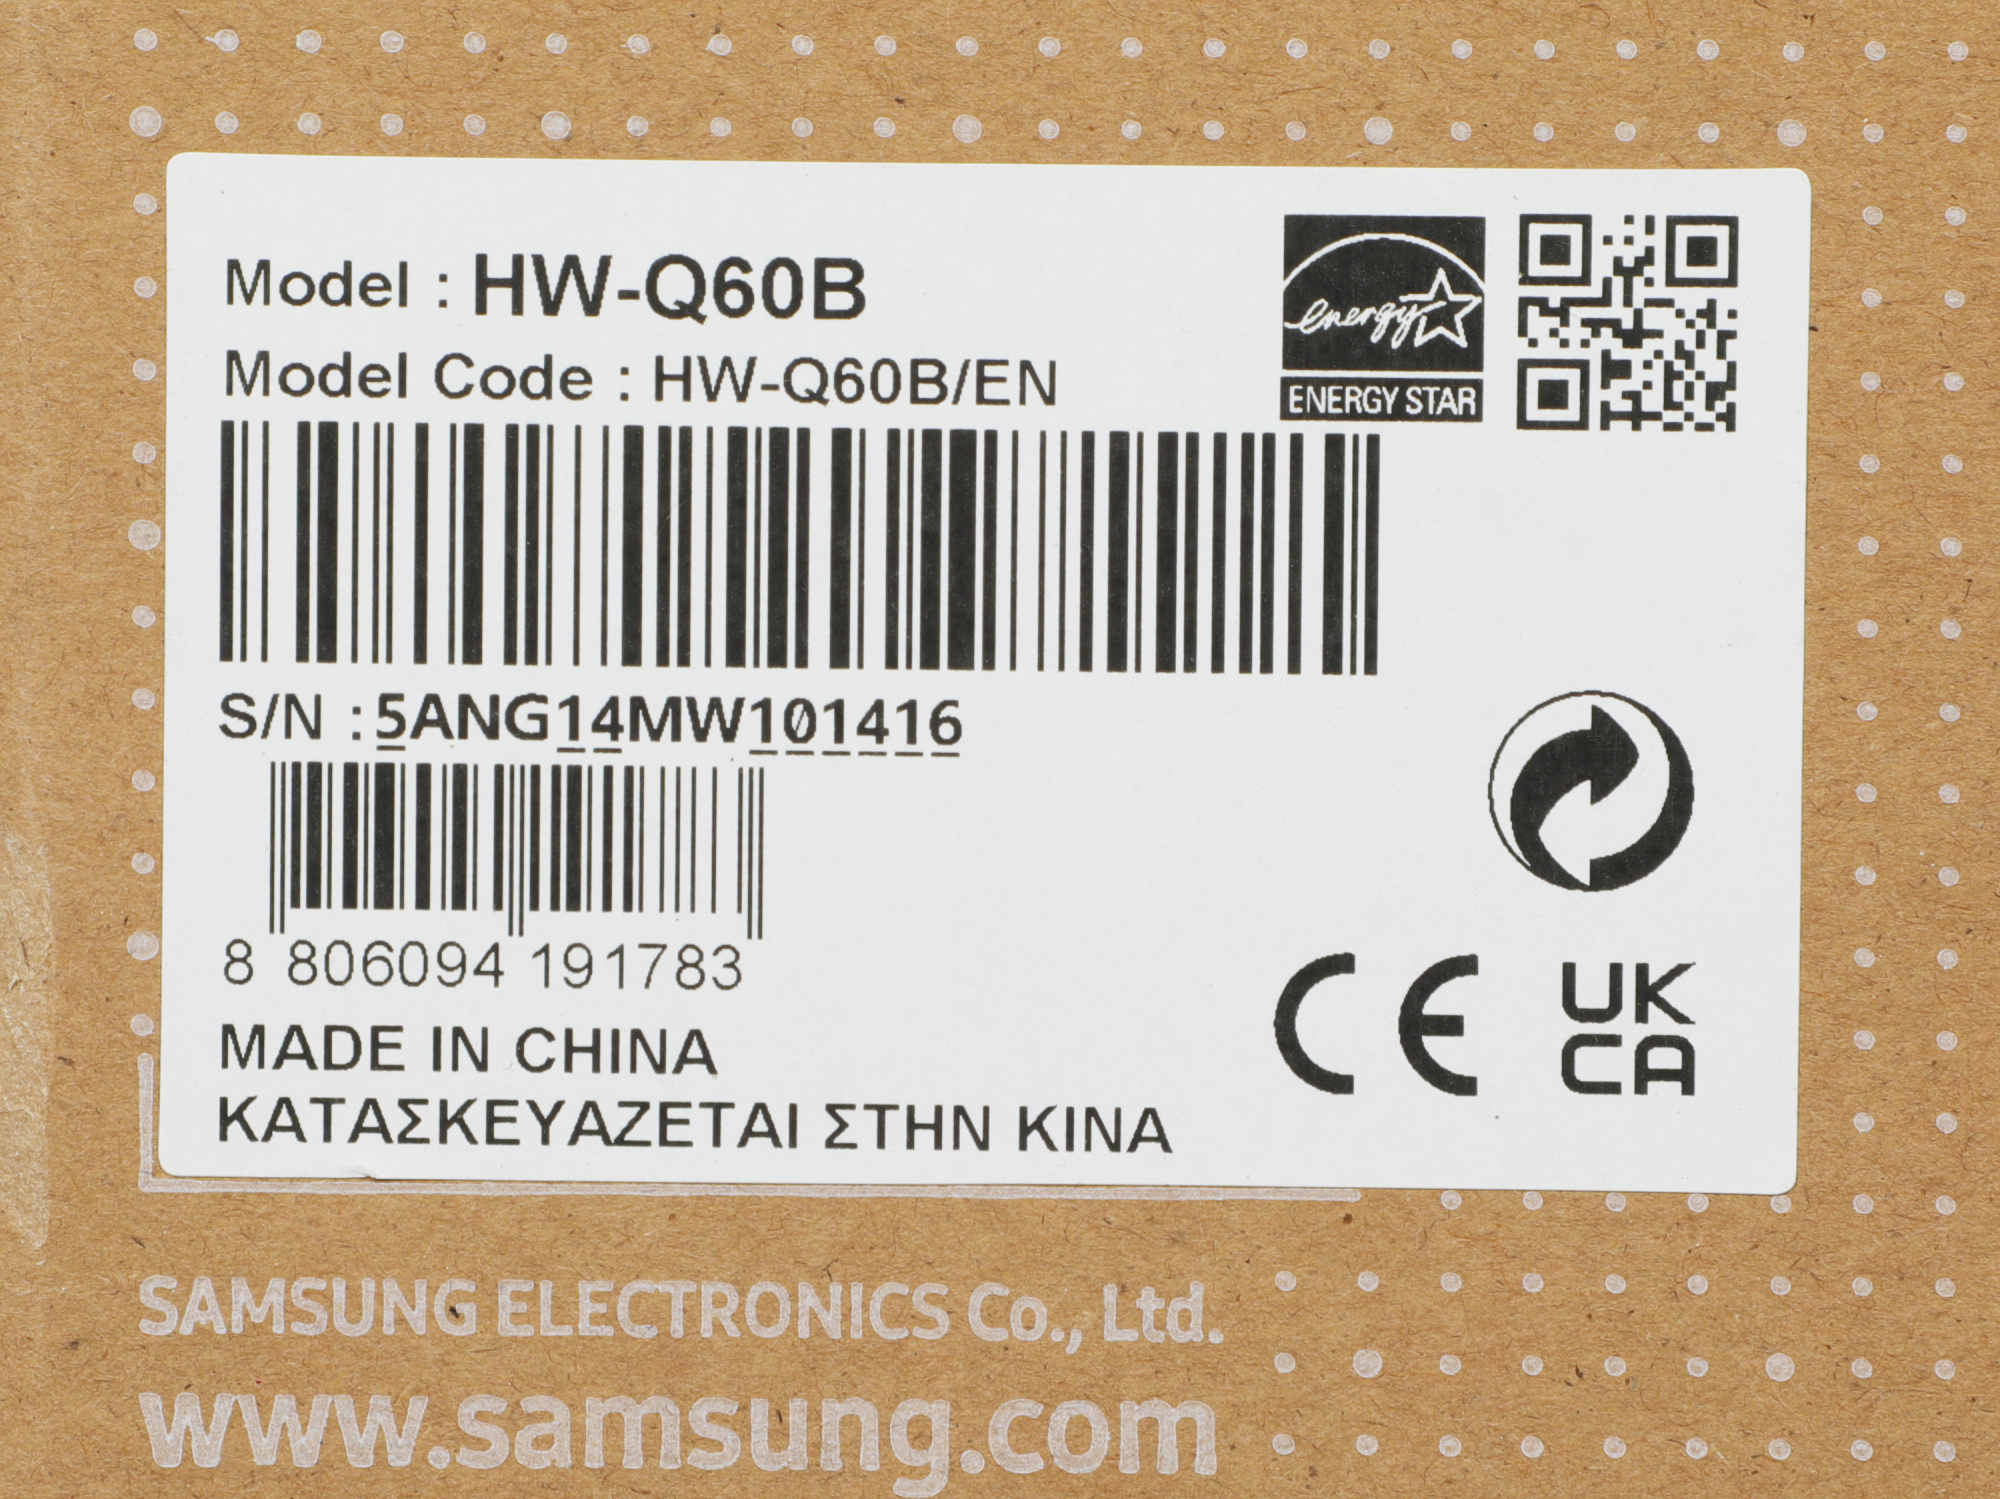 Model : HW-Q60B
Model Code : HW-Q60B/EN
energy
ENERGY STAR
S/N : 5ANG14MW101416
8 806094 191783
MADE IN CHINA
ΚΑΤΑΣΚΕΥΑΖΕΤΑΙ ΣΤΗΝ ΚΙΝΑ
CE
UK
CA
SAMSUNG ELECTRONICS Co., Ltd.
www.samsung.com